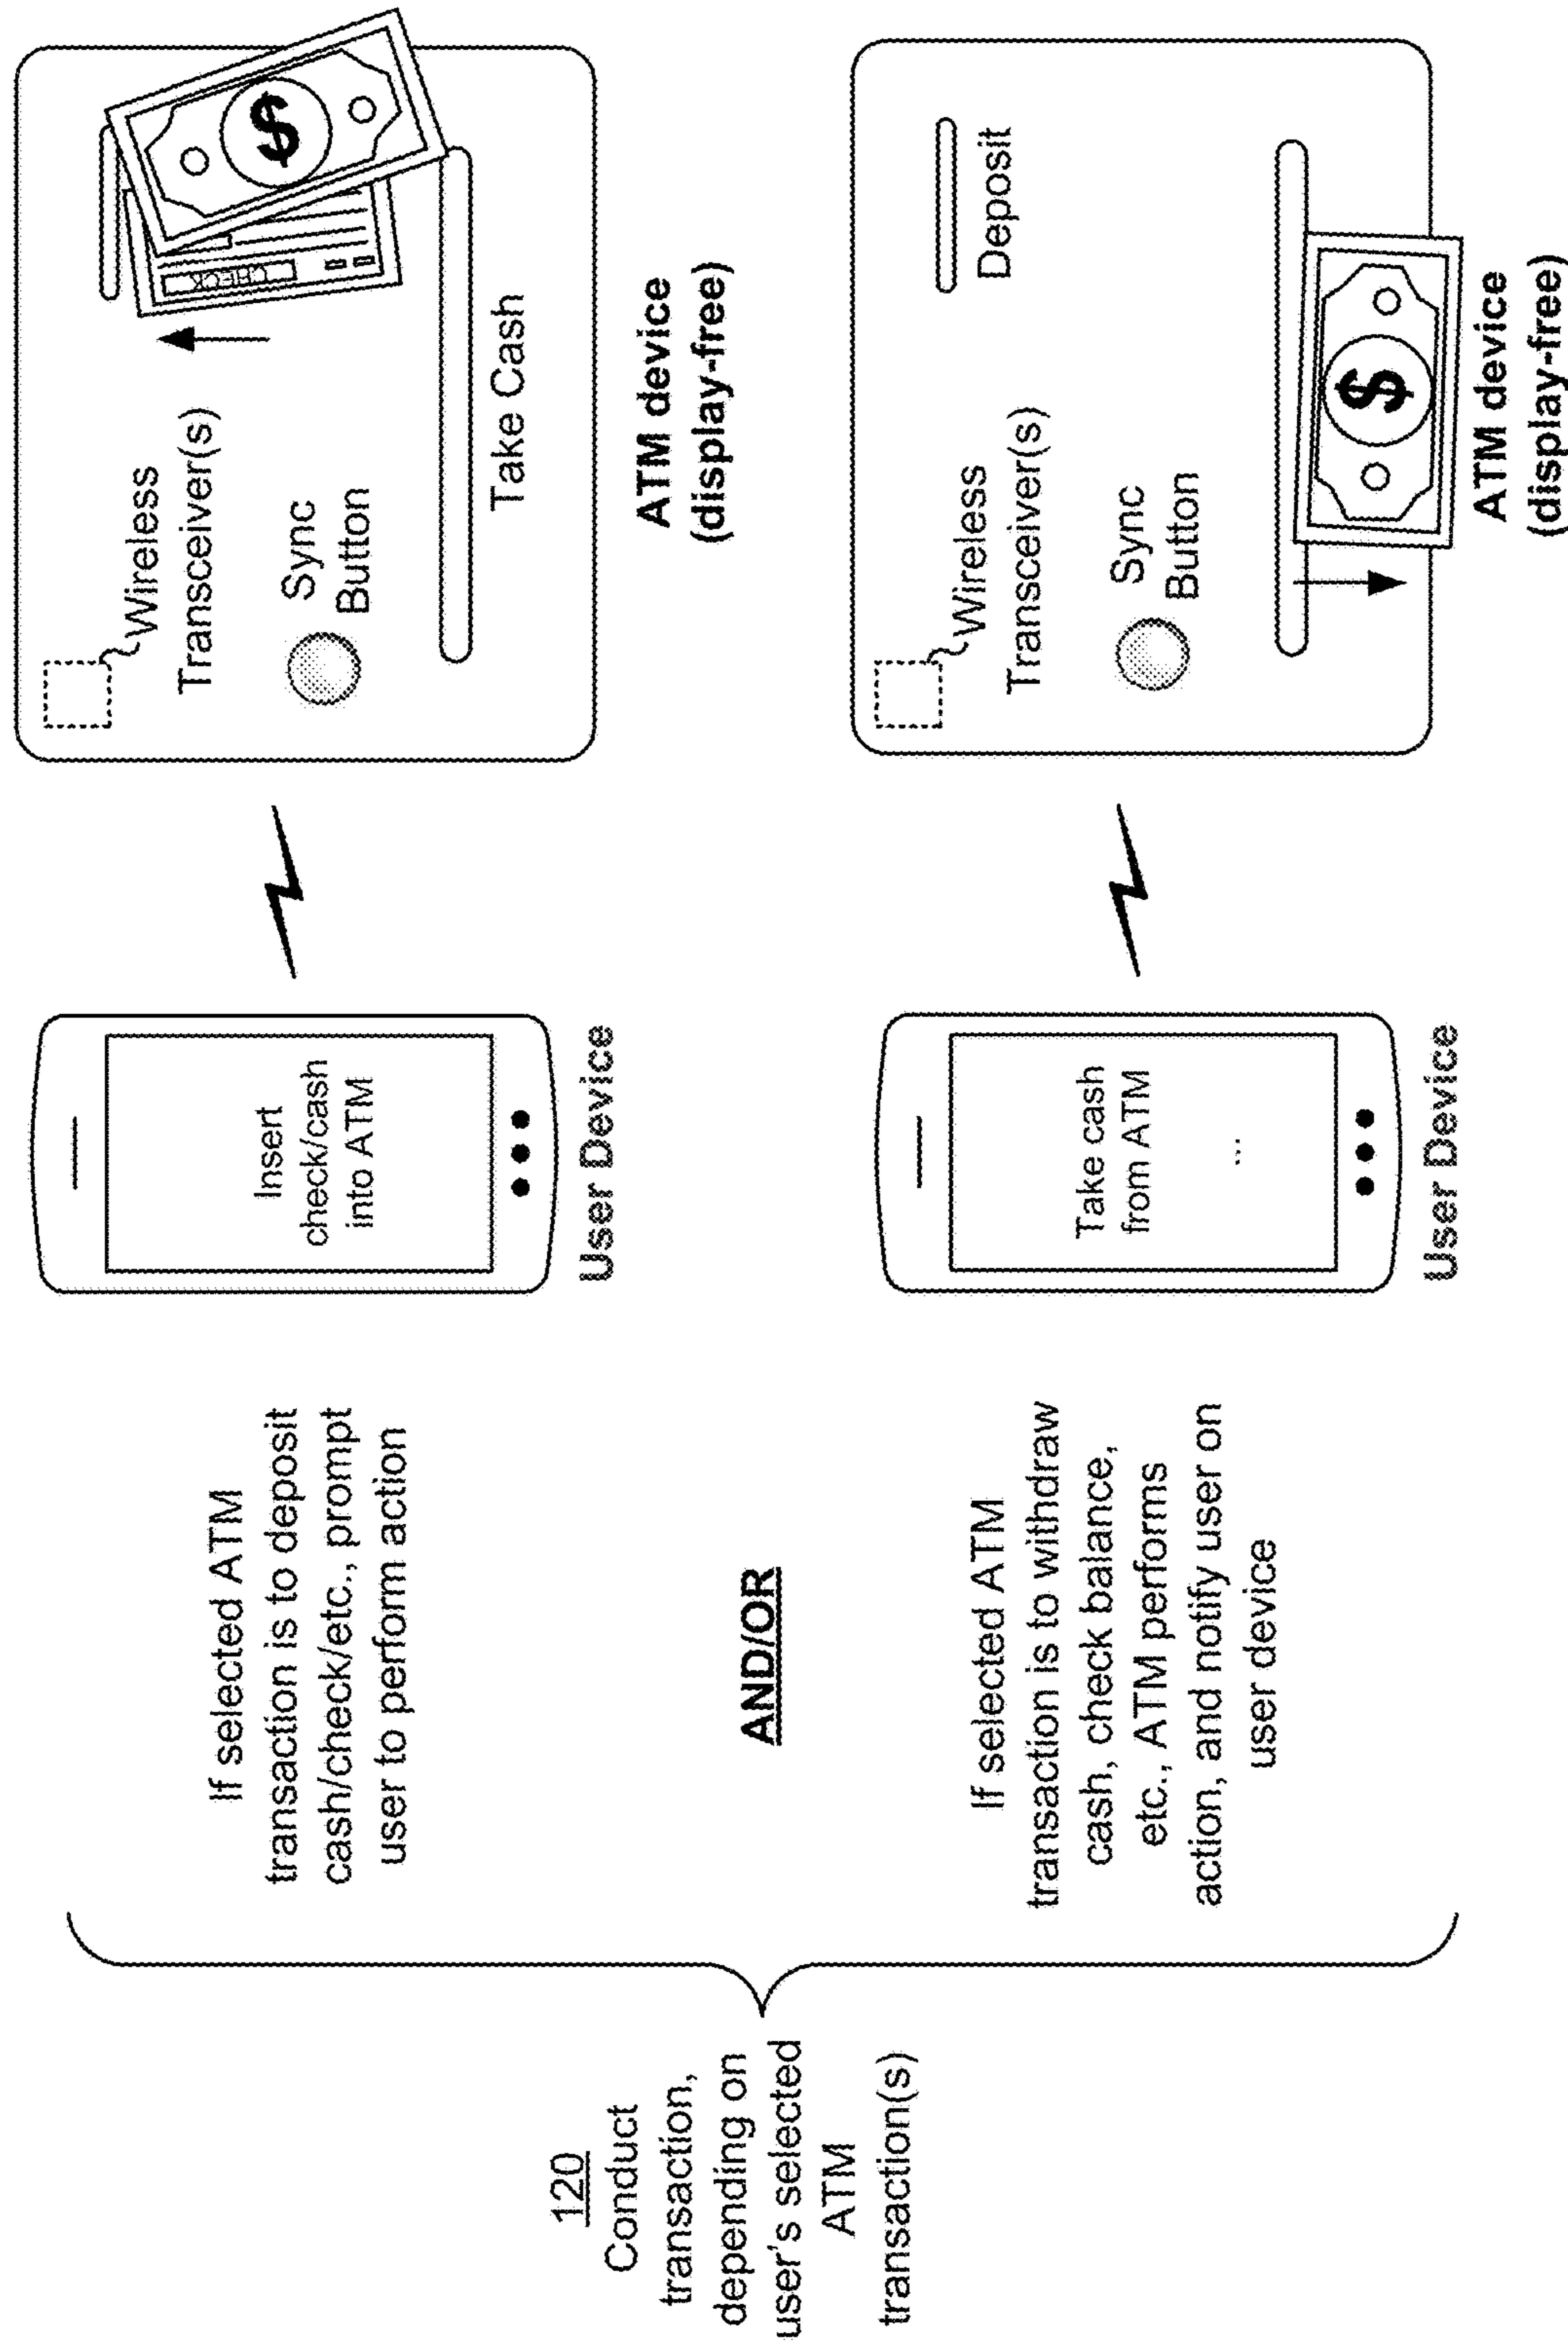 120
Conduct
transaction,
depending on
user's selected
ATM
transaction(s)
If selected ATM
transaction is to deposit
cash/check/etc., prompt
user to perform action
AND/OR
If selected ATM
transaction is to withdraw
cash, check balance,
etc., ATM performs
action, and notify user on
user device
Insert
check/cash
into ATM
User Device
Wireless
Transceiver(s)
Sync
Button
CHECK
$
Take Cash
ATM device
(display-free)
Take cash
from ATM
...
User Device
Wireless
Transceiver(s)
Deposit
Sync
Button
$
ATM device
(display-free)